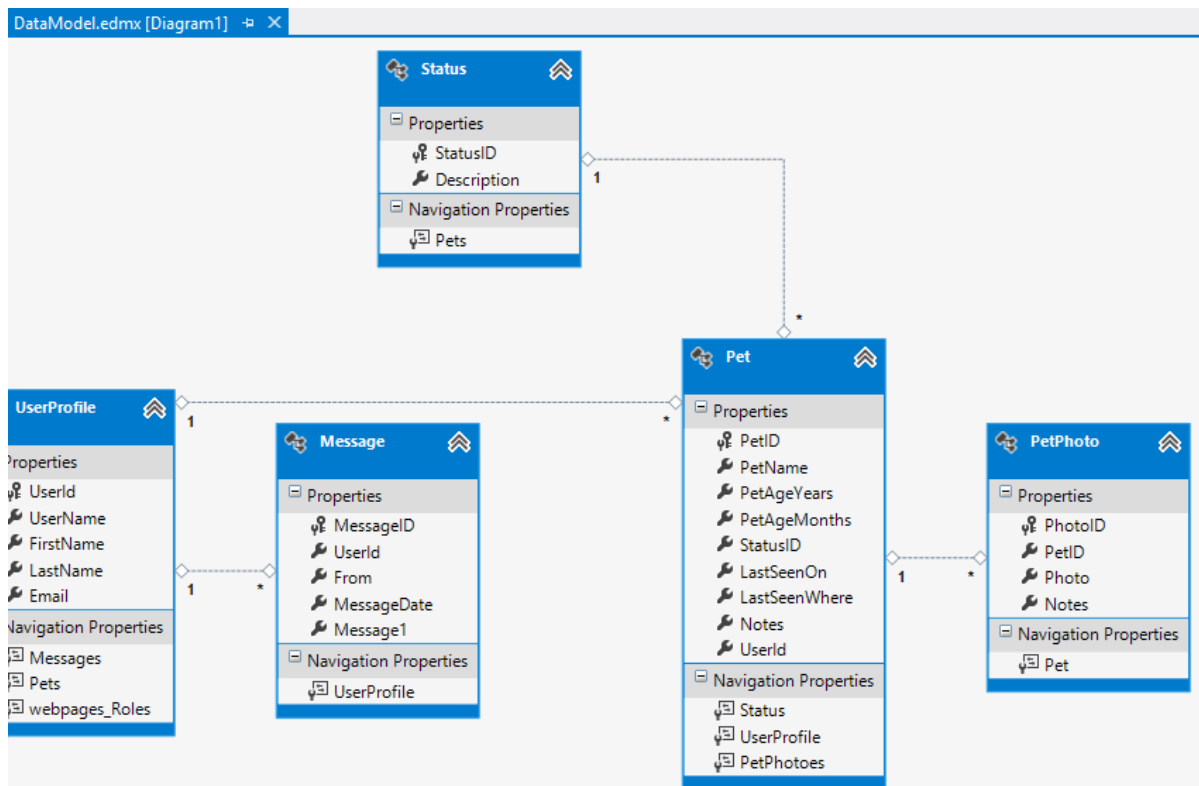 DataModel.edmx [Diagram1]
Status
Properties
StatusID
Description
Navigation Properties
Pets
1
*
UserProfile
Properties
UserId
UserName
FirstName
LastName
Email
Navigation Properties
Messages
Pets
webpages_Roles
1
*
1
*
Message
Properties
MessageID
UserId
From
MessageDate
Message1
Navigation Properties
UserProfile
Pet
Properties
PetID
PetName
PetAgeYears
PetAgeMonths
StatusID
LastSeenOn
LastSeenWhere
Notes
UserId
Navigation Properties
Status
UserProfile
PetPhotoes
1
*
PetPhoto
Properties
PhotoID
PetID
Photo
Notes
Navigation Properties
Pet